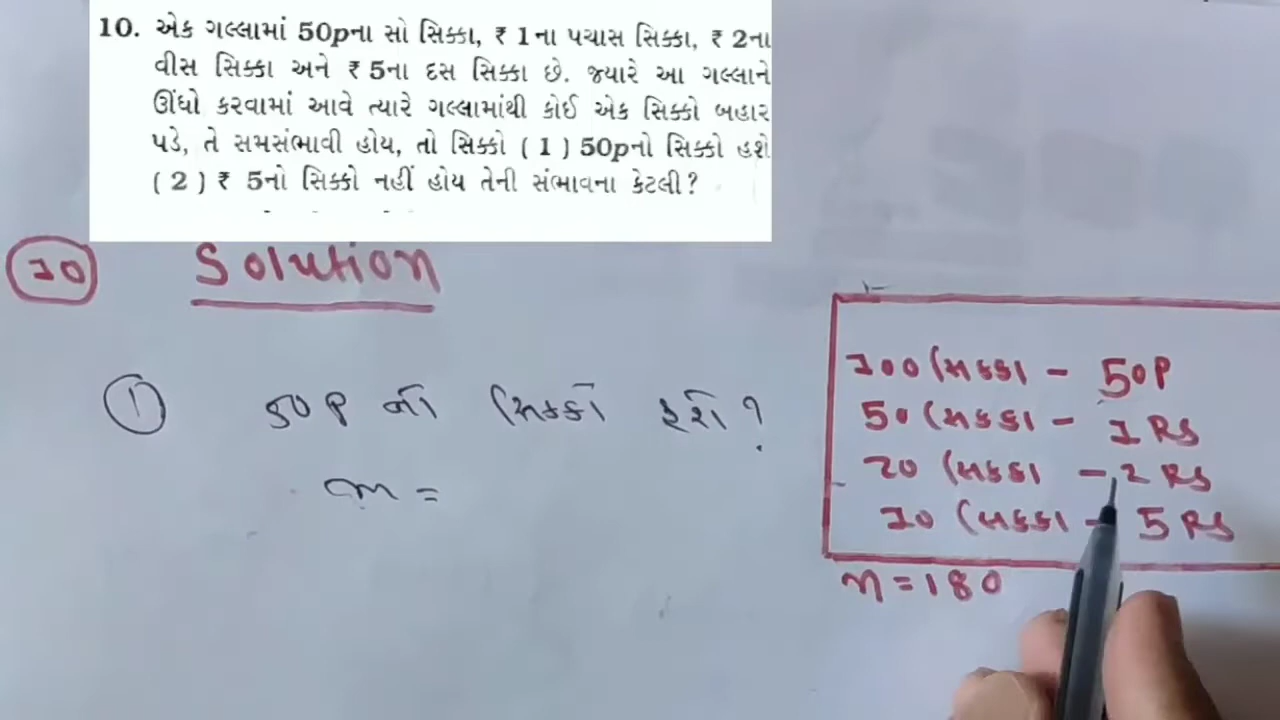 10. એક ગલ્લામાં 50pના સો સિક્કા, ₹ 1ના પચાસ સિક્કા, ₹ 2ના
વીસ સિક્કા અને ₹ 5ના દસ સિક્કા છે. જ્યારે આ ગલ્લાને
ઊંધો કરવામાં આવે ત્યારે ગલ્લામાંથી કોઈ એક સિક્કો બહાર
પડે, તે સમસંભાવી હોય, તો સિક્કો ( 1 ) 50pનો સિક્કો હશે
( 2 ) ₹ 5નો સિક્કો નહીં હોય તેની સંભાવના કેટલી?
10 Solution
1 50P નો સિક્કો હશે?
m =
100 સિક્કા - 50P
50 સિક્કા - 1 RS
20 સિક્કા - 2 RS
10 સિક્કા - 5 RS
n = 180